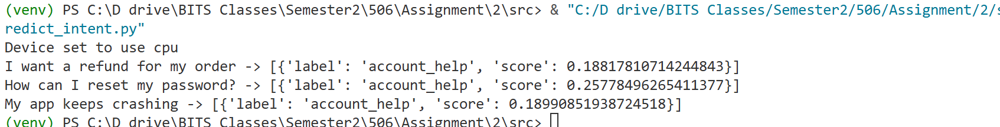 (venv) PS C:\D drive\BITS Classes\Semester2\506\Assignment\2\src> & "C:/D drive/BITS Classes/Semester2/506/Assignment/2/s
redict_intent.py"
Device set to use cpu
I want a refund for my order -> [{'label': 'account_help', 'score': 0.18817810714244843}]
How can I reset my password? -> [{'label': 'account_help', 'score': 0.25778496265411377}]
My app keeps crashing -> [{'label': 'account_help', 'score': 0.18990851938724518}]
(venv) PS C:\D drive\BITS Classes\Semester2\506\Assignment\2\src>